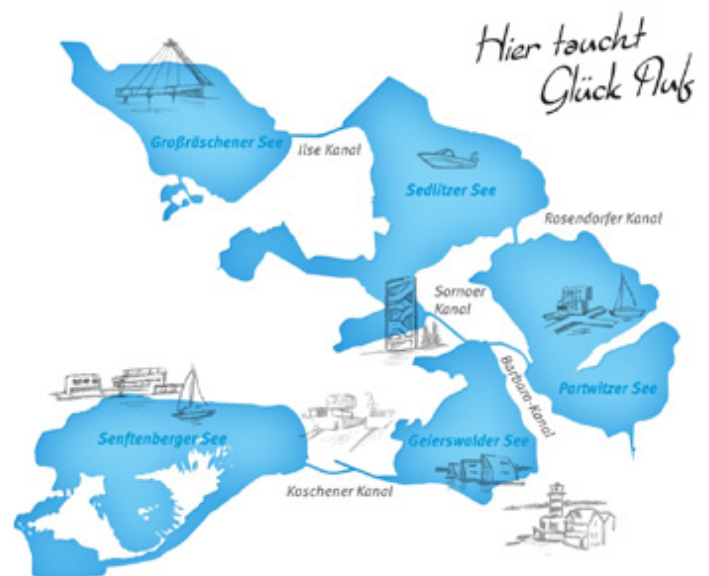 Hier taucht
Glück Auf
Großräschener See
Ilse Kanal
Sedlitzer See
Rosendorfer Kanal
Sornoer
Kanal
Barbara-Kanal
Partwitzer See
Senftenberger See
Geierswalder See
Koschener Kanal